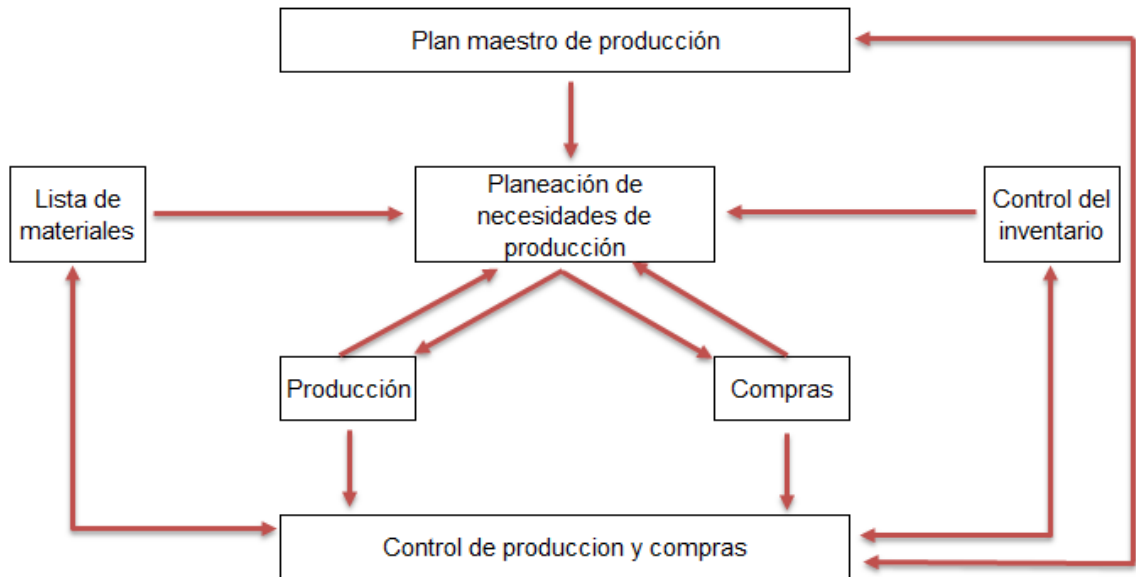 Plan maestro de producción
Lista de
materiales
Planeación de
necesidades de
producción
Control del
inventario
Producción
Compras
Control de produccion y compras